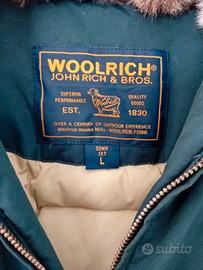 WOOLRICH®
JOHN RICH & BROS.
SUPERIOR PERFORMANCE
QUALITY GOODS
Woolrich
EST. 1830
OVER A CENTURY OF OUTDOOR EXPERIENCE
Woolrich Woolen Mills • WOOLRICH, PENNA
DOWN
JKT
L
subito